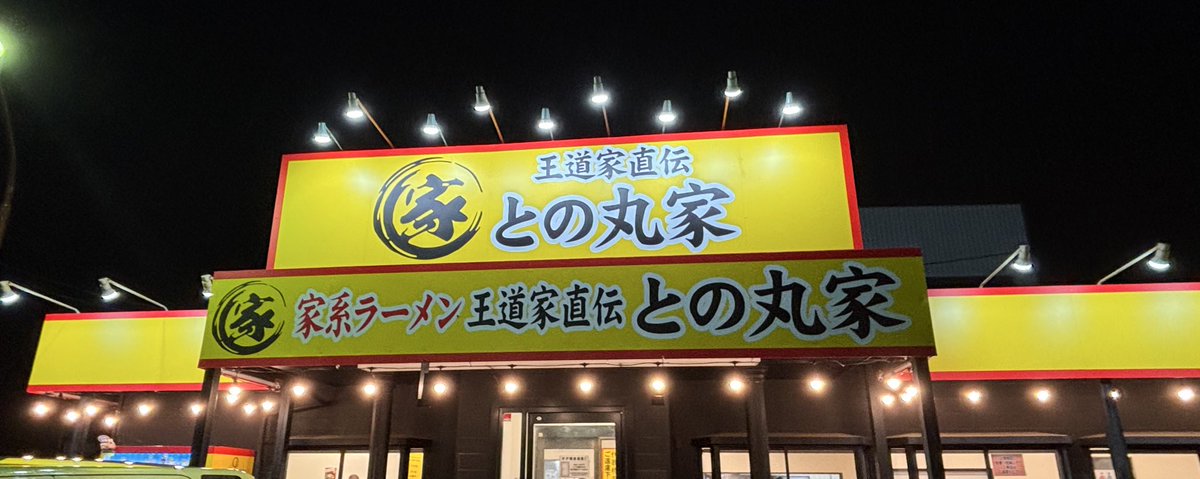 家
王道家直伝
との丸家
家 家系ラーメン 王道家直伝 との丸家